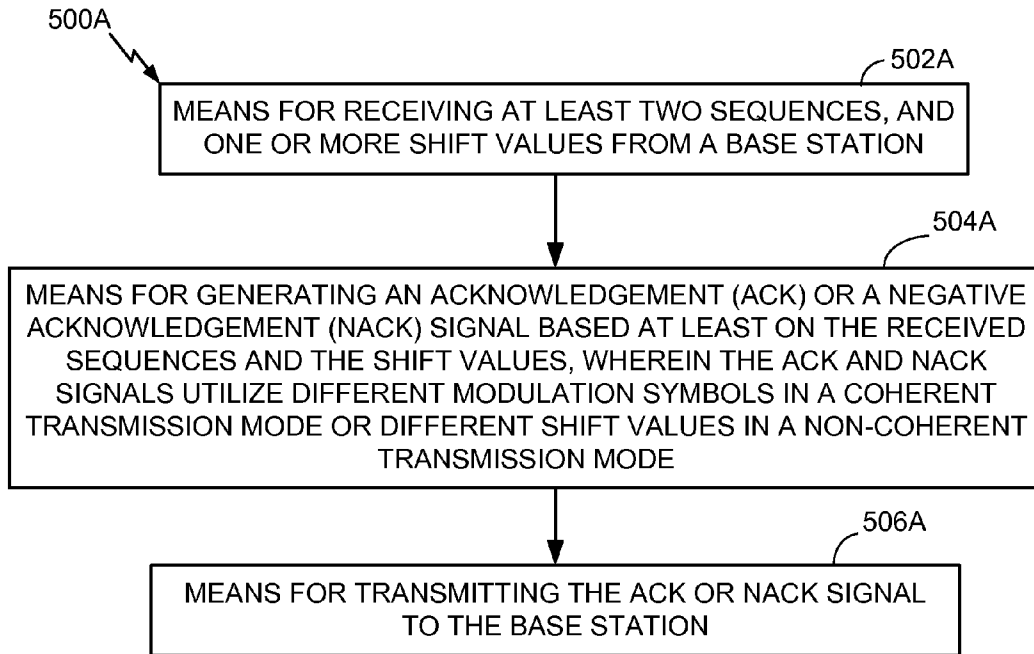 500A
502A
MEANS FOR RECEIVING AT LEAST TWO SEQUENCES, AND
ONE OR MORE SHIFT VALUES FROM A BASE STATION
504A
MEANS FOR GENERATING AN ACKNOWLEDGEMENT (ACK) OR A NEGATIVE
ACKNOWLEDGEMENT (NACK) SIGNAL BASED AT LEAST ON THE RECEIVED
SEQUENCES AND THE SHIFT VALUES, WHEREIN THE ACK AND NACK
SIGNALS UTILIZE DIFFERENT MODULATION SYMBOLS IN A COHERENT
TRANSMISSION MODE OR DIFFERENT SHIFT VALUES IN A NON-COHERENT
TRANSMISSION MODE
506A
MEANS FOR TRANSMITTING THE ACK OR NACK SIGNAL
TO THE BASE STATION